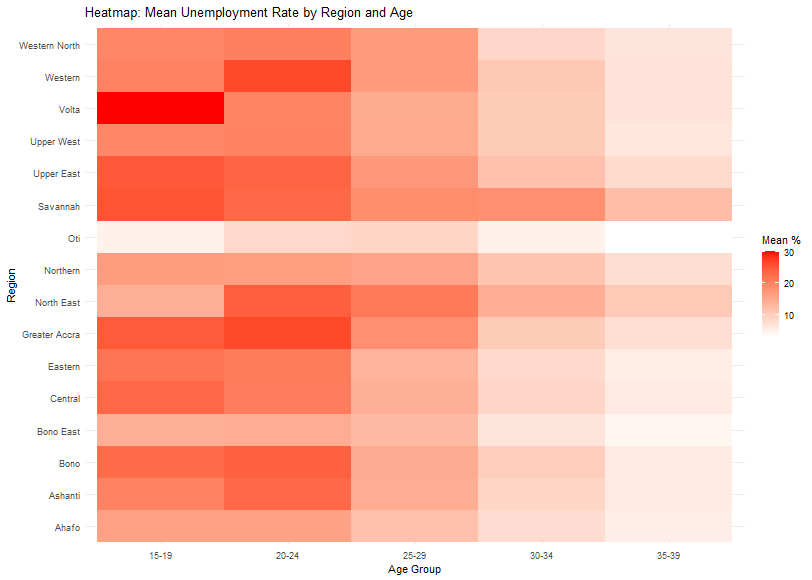 Heatmap: Mean Unemployment Rate by Region and Age
Western North
Western
Volta
Upper West
Upper East
Savannah
Oti
Northern
North East
Greater Accra
Eastern
Central
Bono East
Bono
Ashanti
Ahafo
Region
15-19
20-24
25-29
30-34
35-39
Age Group
Mean %
30
20
10